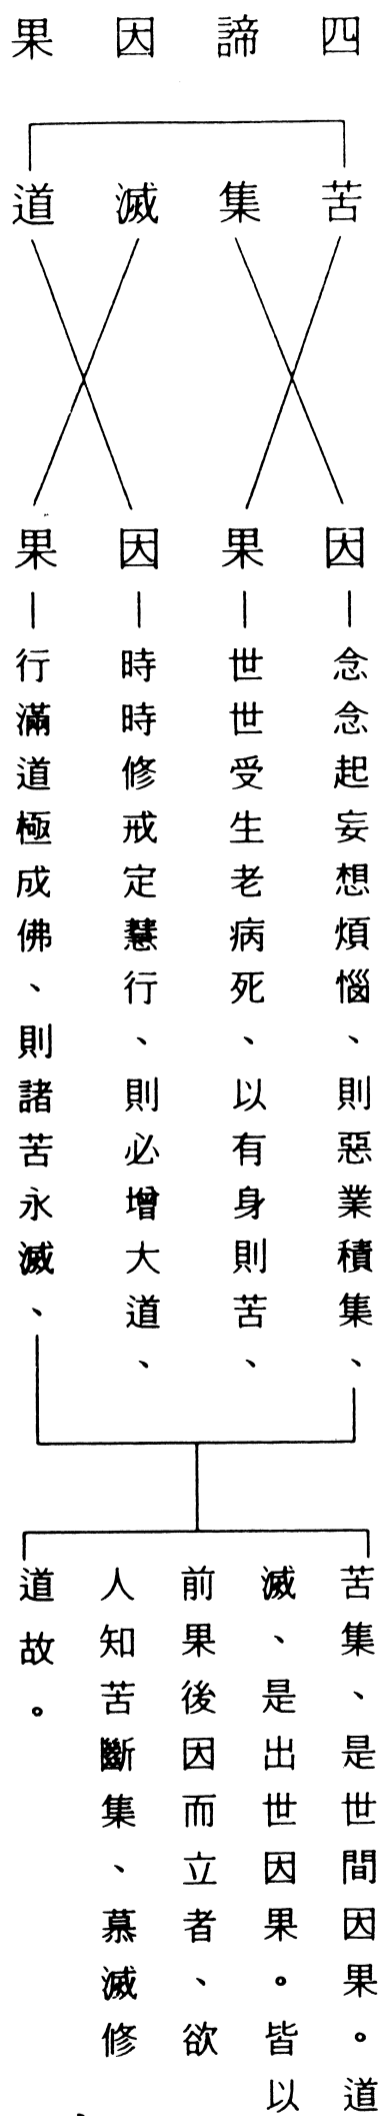 四諦因果
苦集滅道
因果因果
念念起妄想煩惱、則惡業積集、
世世受生老病死、以有身則苦、
時時修戒定慧行、則必增大道、
行滿道極成佛、則諸苦永滅、
苦集、是世間因果。道
滅、是出世因果。皆以
前果後因而立者、欲
人知苦斷集、慕滅修
道故。